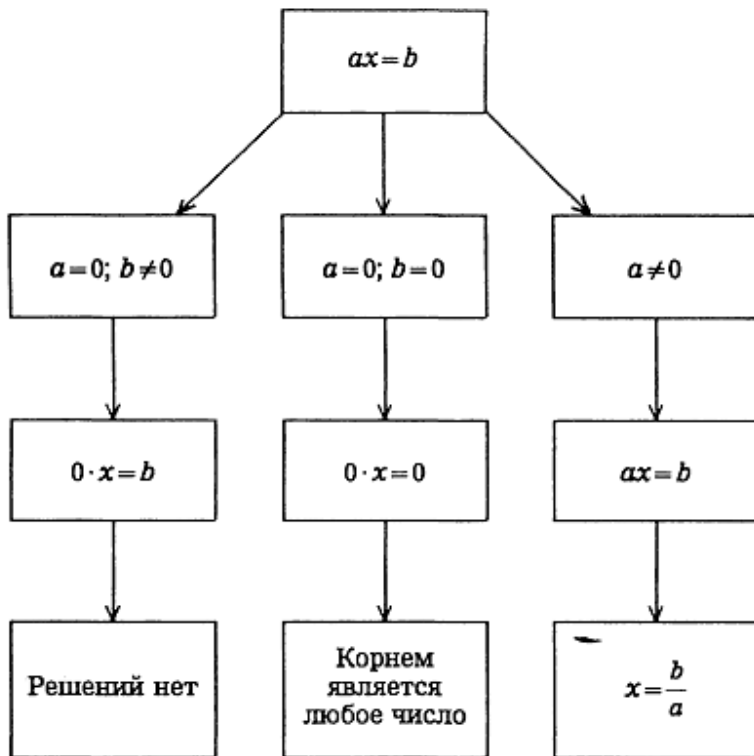 ax = b
a = 0; b ≠ 0
a = 0; b = 0
a ≠ 0
0 · x = b
0 · x = 0
ax = b
Решений нет
Корнем
является
любое число
x = b/a